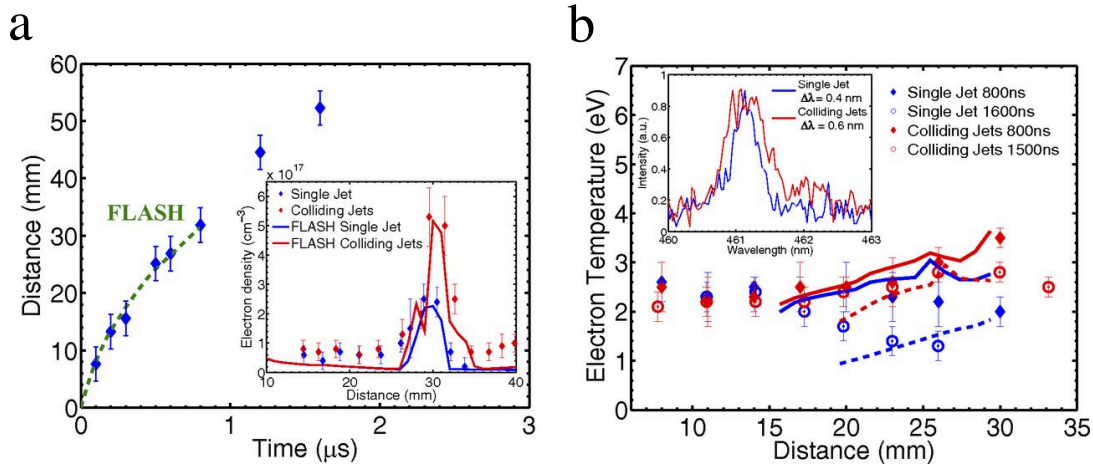 a
60
50
40
30
20
10
0
Distance (mm)
FLASH
0 1 2 3
Time (μs)
x 10¹⁷
6
5
4
3
2
1
0
Electron density (cm⁻³)
Single Jet
Colliding Jets
FLASH Single Jet
FLASH Colliding Jets
10 20 30 40
Distance (mm)
b
7
6
5
4
3
2
1
0
Electron Temperature (eV)
1
0.8
0.6
0.4
0.2
Intensity (a.u.)
Single Jet
Δλ= 0.4 nm
Colliding Jets
Δλ= 0.6 nm
460 461 462 463
Wavelength (nm)
Single Jet 800ns
Single Jet 1600ns
Colliding Jets 800ns
Colliding Jets 1500ns
10 15 20 25 30 35
Distance (mm)